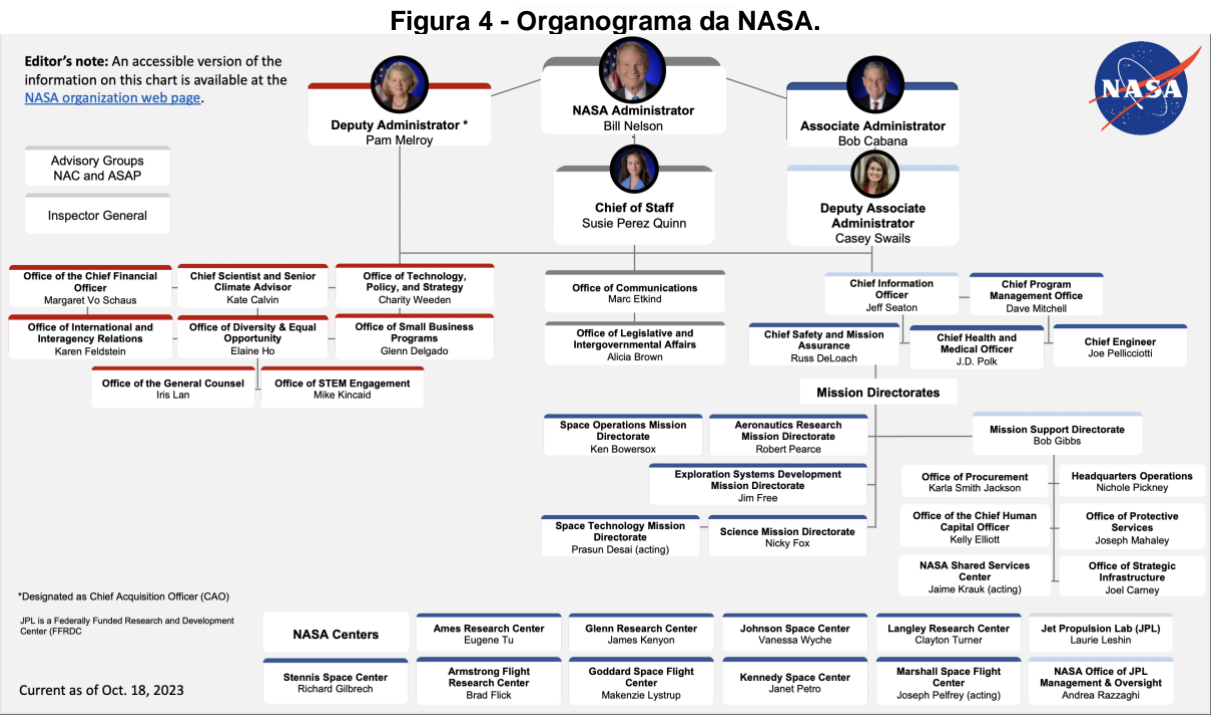 Figura 4 - Organograma da NASA.
Editor's note: An accessible version of the
information on this chart is available at the
NASA organization web page.
Advisory Groups
NAC and ASAP
Inspector General
Deputy Administrator *
Pam Melroy
NASA Administrator
Bill Nelson
Associate Administrator
Bob Cabana
NASA
Chief of Staff
Susie Perez Quinn
Deputy Associate
Administrator
Casey Swails
Office of the Chief Financial
Officer
Margaret Vo Schaus
Chief Scientist and Senior
Climate Advisor
Kate Calvin
Office of Technology,
Policy, and Strategy
Charity Weeden
Office of International and
Interagency Relations
Karen Feldstein
Office of Diversity & Equal
Opportunity
Elaine Ho
Office of Small Business
Programs
Glenn Delgado
Office of the General Counsel
Iris Lan
Office of STEM Engagement
Mike Kincaid
Office of Communications
Marc Etkind
Office of Legislative and
Intergovernmental Affairs
Alicia Brown
Chief Information
Officer
Jeff Seaton
Chief Program
Management Office
Dave Mitchell
Chief Safety and Mission
Assurance
Russ DeLoach
Chief Health and
Medical Officer
J.D. Polk
Chief Engineer
Joe Pellicciotti
Mission Directorates
Space Operations Mission
Directorate
Ken Bowersox
Aeronautics Research
Mission Directorate
Robert Pearce
Mission Support Directorate
Bob Gibbs
Exploration Systems Development
Mission Directorate
Jim Free
Space Technology Mission
Directorate
Prasun Desai (acting)
Science Mission Directorate
Nicky Fox
Office of Procurement
Karla Smith Jackson
Headquarters Operations
Nichole Pickney
Office of the Chief Human
Capital Officer
Kelly Elliott
Office of Protective
Services
Joseph Mahaley
NASA Shared Services
Center
Jaime Krauk (acting)
Office of Strategic
Infrastructure
Joel Carney
*Designated as Chief Acquisition Officer (CAO)
JPL is a Federally Funded Research and Development
Center (FFRDC
NASA Centers
Ames Research Center
Eugene Tu
Glenn Research Center
James Kenyon
Johnson Space Center
Vanessa Wyche
Langley Research Center
Clayton Turner
Jet Propulsion Lab (JPL)
Laurie Leshin
Stennis Space Center
Richard Gilbrech
Armstrong Flight
Research Center
Brad Flick
Goddard Space Flight
Center
Makenzie Lystrup
Kennedy Space Center
Janet Petro
Marshall Space Flight
Center
Joseph Pelfrey (acting)
NASA Office of JPL
Management & Oversight
Andrea Razzaghi
Current as of Oct. 18, 2023